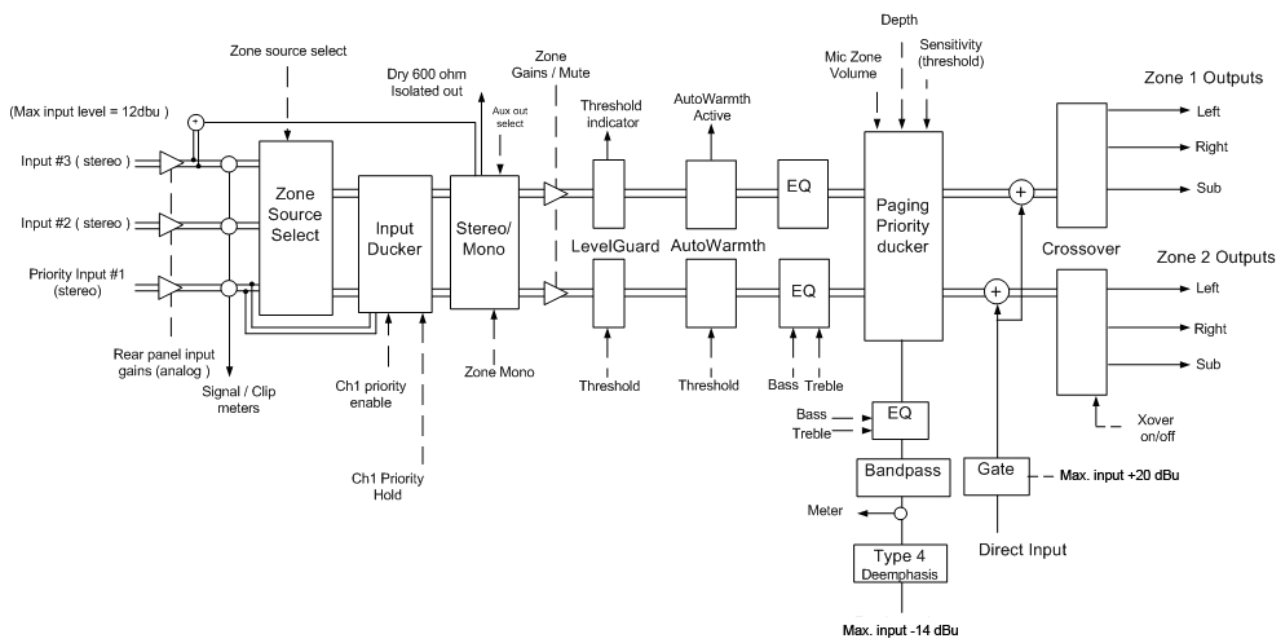 Depth
Zone source select
Zone
Gains / Mute
Mic Zone
Volume
Sensitivity
(threshold)
Dry 600 ohm
Isolated out
Zone 1 Outputs
(Max input level = 12dbu )
Aux out
select
Threshold
indicator
AutoWarmth
Active
Left
Input #3 ( stereo)
Right
EQ
Zone
Source
Select
Input
Ducker
Stereo/
Mono
Paging
Priority
ducker
Sub
Input #2 ( stereo)
LevelGuard
AutoWarmth
Crossover
Zone 2 Outputs
Priority Input #1
(stereo)
EQ
Left
Right
Rear panel input
gains (analog )
Signal / Clip
meters
Ch1 priority
enable
Zone Mono
Threshold
Threshold
Bass
Treble
Sub
Bass
Treble
EQ
Xover
on/off
Ch1 Priority
Hold
Bandpass
Gate
Max. input +20 dBu
Meter
Direct Input
Type 4
Deemphasis
Max. input -14 dBu